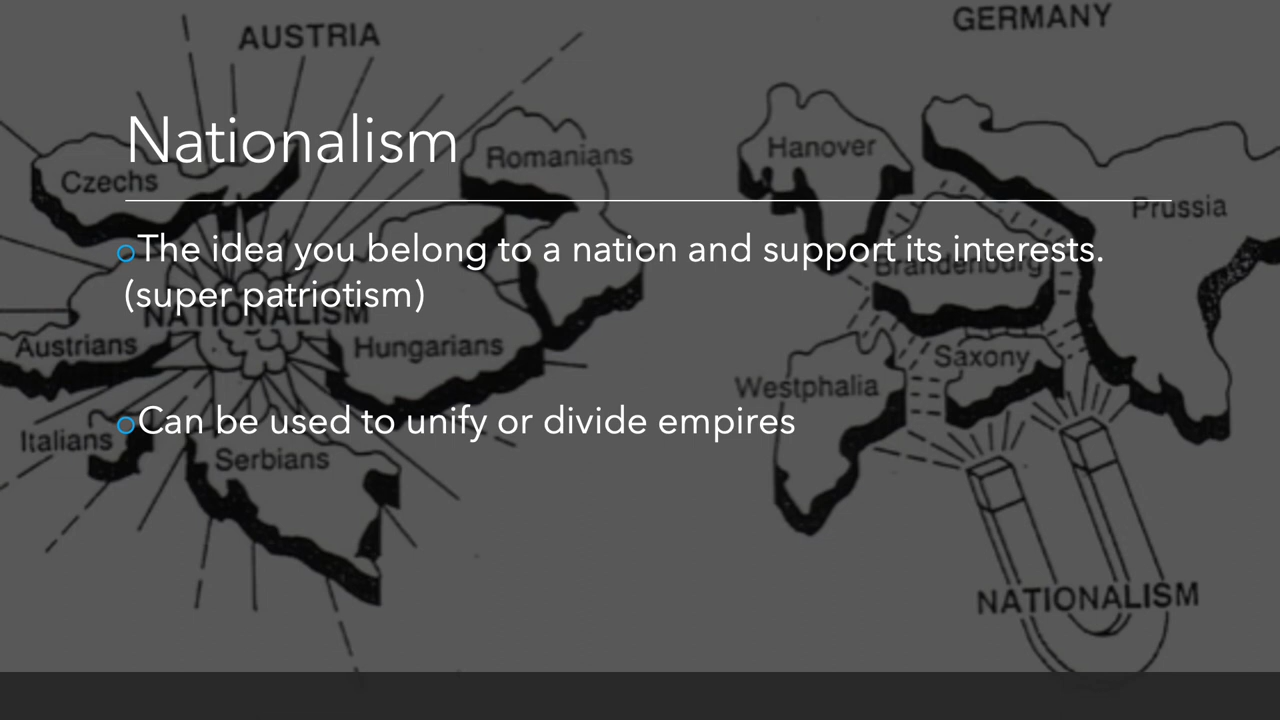 AUSTRIA
GERMANY
Nationalism
Czechs
Romanians
Hanover
Prussia
The idea you belong to a nation and support its interests.
(super patriotism)
Brandenburg
NATIONALISM
Austrians
Hungarians
Saxony
Westphalia
Can be used to unify or divide empires
Italians
Serbians
NATIONALISM